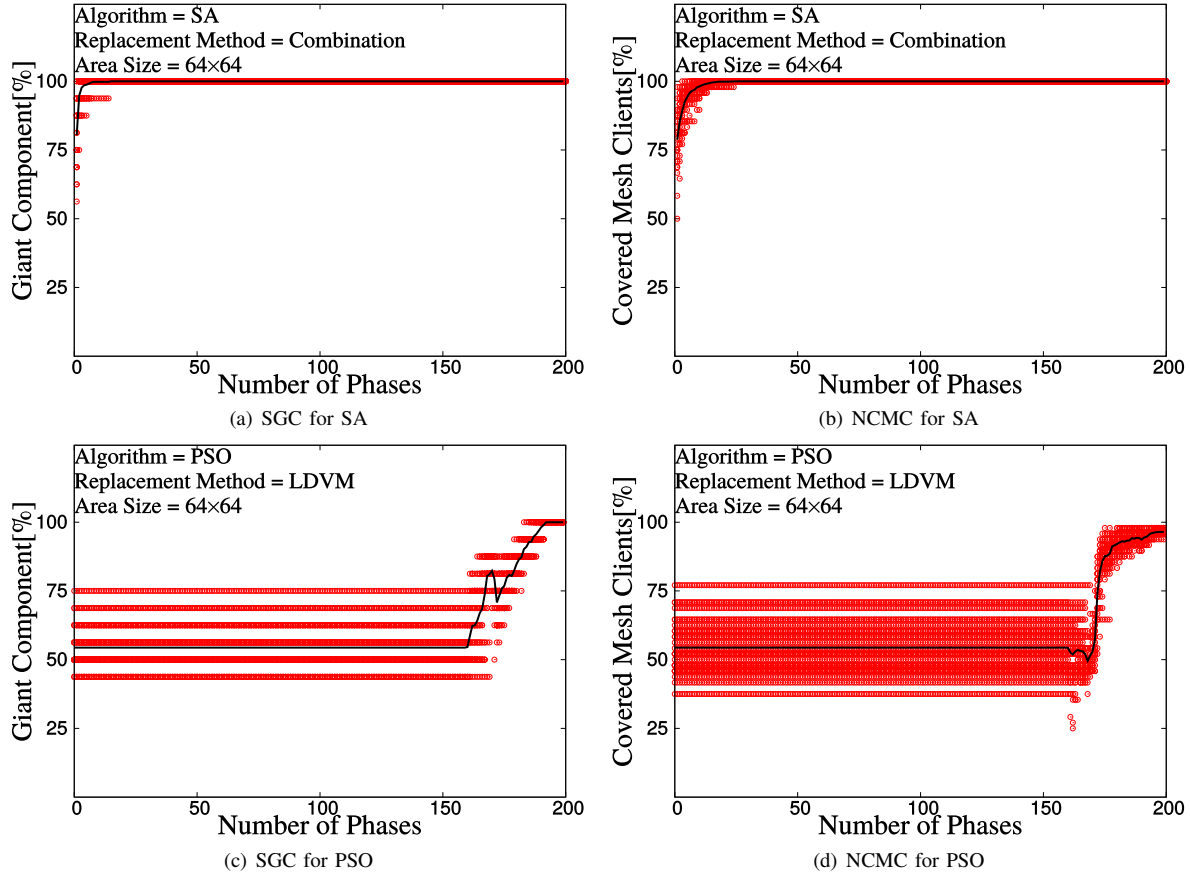 Algorithm = SA
Replacement Method = Combination
Area Size = 64×64
Giant Component[%]
100
75
50
25
0 50 100 150 200
Number of Phases
(a) SGC for SA
Algorithm = SA
Replacement Method = Combination
Area Size = 64×64
Covered Mesh Clients[%]
100
75
50
25
0 50 100 150 200
Number of Phases
(b) NCMC for SA
Algorithm = PSO
Replacement Method = LDVM
Area Size = 64×64
Giant Component[%]
100
75
50
25
0 50 100 150 200
Number of Phases
(c) SGC for PSO
Algorithm = PSO
Replacement Method = LDVM
Area Size = 64×64
Covered Mesh Clients[%]
100
75
50
25
0 50 100 150 200
Number of Phases
(d) NCMC for PSO